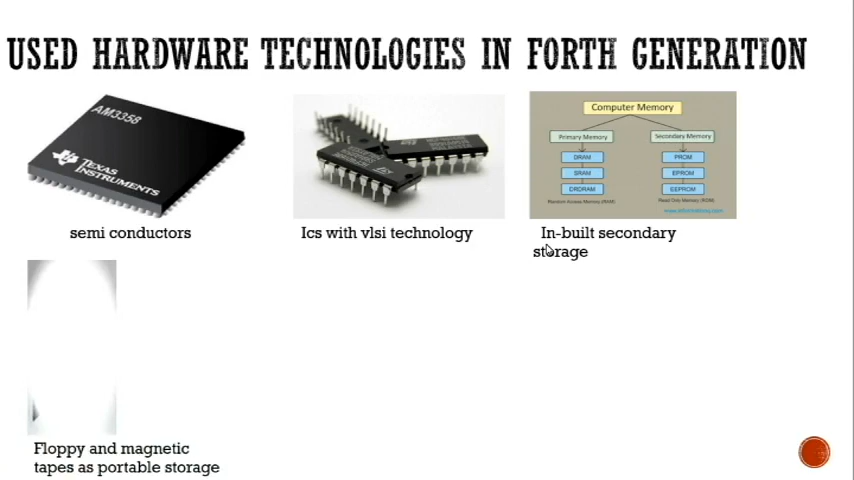 USED HARDWARE TECHNOLOGIES IN FORTH GENERATION
AM3358
TEXAS
INSTRUMENTS
Computer Memory
Primary Memory
Secondary Memory
DRAM
SRAM
DRDRAM
Random Access Memory (RAM)
PROM
EPROM
EEPROM
Read Only Memory (ROM)
semi conductors
Ics with vlsi technology
In-built secondary
storage
Floppy and magnetic
tapes as portable storage